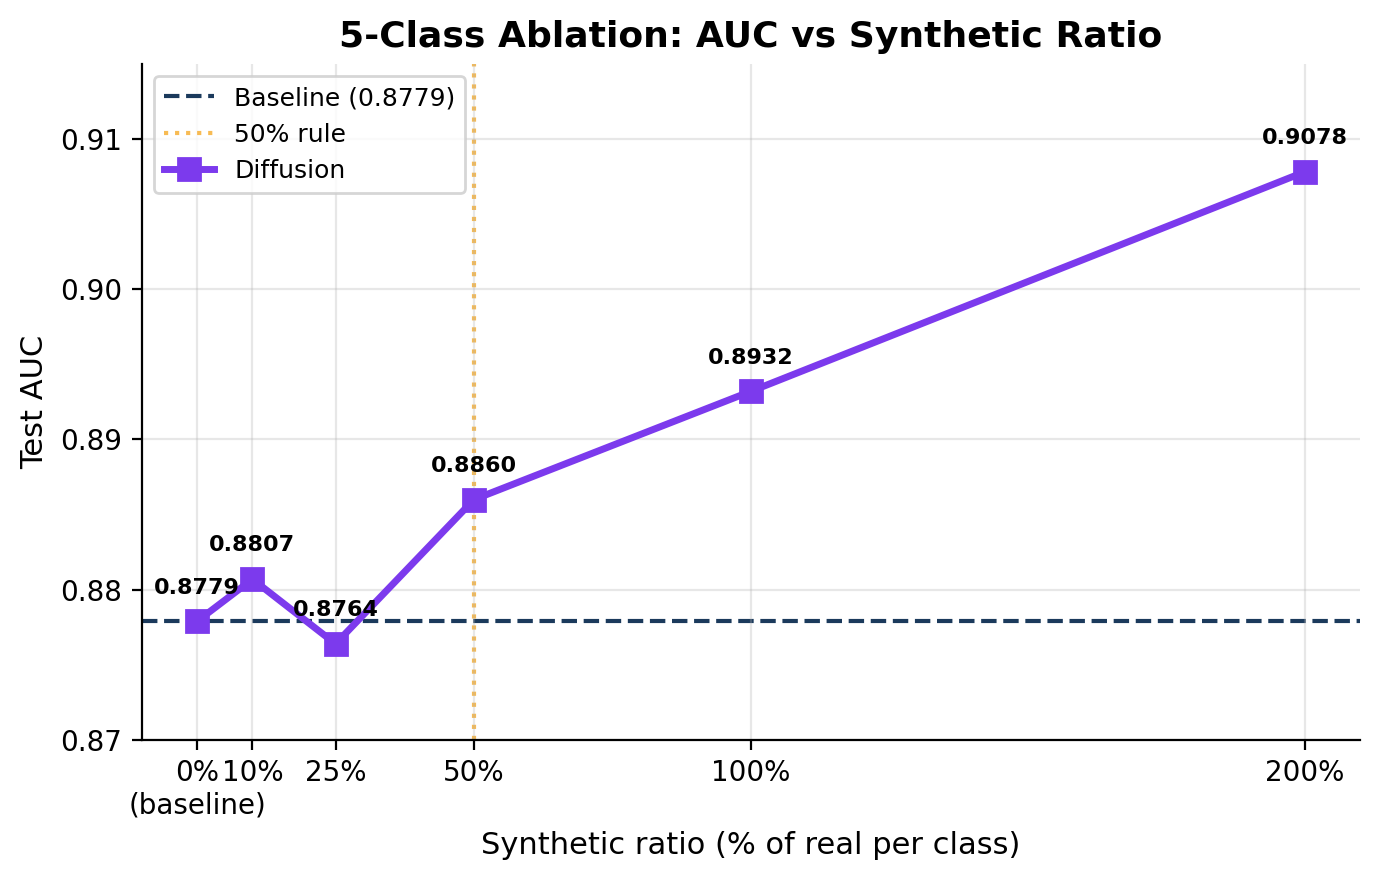 5-Class Ablation: AUC vs Synthetic Ratio
Baseline (0.8779)
50% rule
Diffusion
0.91
0.90
0.89
0.88
0.87
Test AUC
0.8779
0.8807
0.8764
0.8860
0.8932
0.9078
0%
(baseline)
10%
25%
50%
100%
200%
Synthetic ratio (% of real per class)